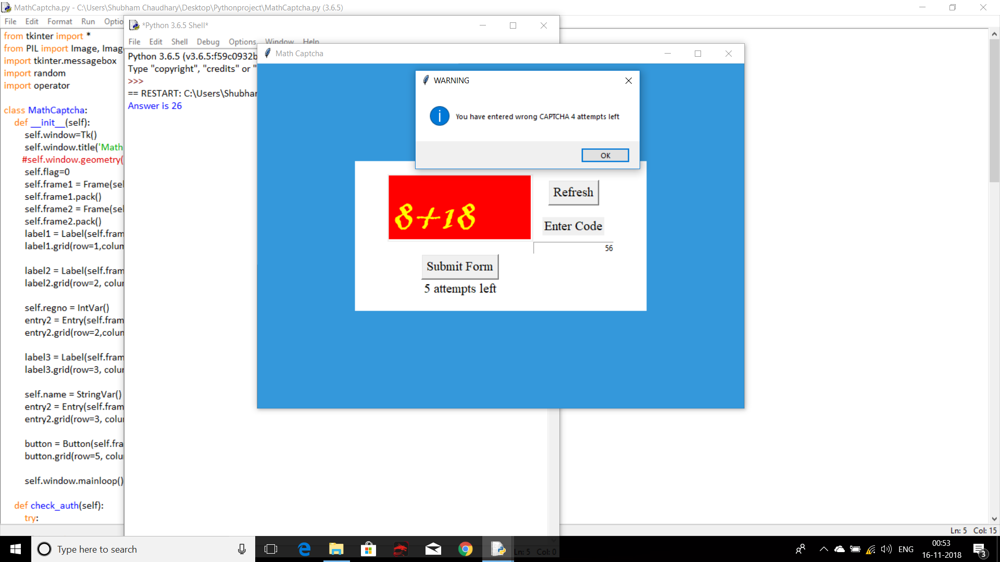 MathCaptcha.py - C:\Users\Shubham Chaudhary\Desktop\Pythonproject\MathCaptcha.py (3.6.5)
File Edit Format Run Optio
from tkinter import *
from PIL import Image, Imag
import tkinter.messagebox
import random
import operator
class MathCaptcha:
def __init__(self):
self.window=Tk()
self.window.title('Math
#self.window.geometry(
self.flag=0
self.frame1 = Frame(sel
self.frame1.pack()
self.frame2 = Frame(sel
self.frame2.pack()
label1 = Label(self.fram
label1.grid(row=1,colum
label2 = Label(self.fram
label2.grid(row=2, colur
self.regno = IntVar()
entry2 = Entry(self.fram
entry2.grid(row=2,colur
label3 = Label(self.fram
label3.grid(row=3, colur
self.name = StringVar()
entry2 = Entry(self.fram
entry2.grid(row=3, colu
button = Button(self.fra
button.grid(row=5, colu
self.window.mainloop()
def check_auth(self):
try:
*Python 3.6.5 Shell*
File Edit Shell Debug Options Window Help
Python 3.6.5 (v3.6.5:f59c0932b
Type "copyright", "credits" or "
>>>
== RESTART: C:\Users\Shubhar
Answer is 26
Math Captcha
WARNING
You have entered wrong CAPTCHA 4 attempts left
OK
8+18
Refresh
Enter Code
56
Submit Form
5 attempts left
Ln: 5 Col: 15
Ln: 5 Col: 0
Type here to search
ENG
00:53
16-11-2018
3